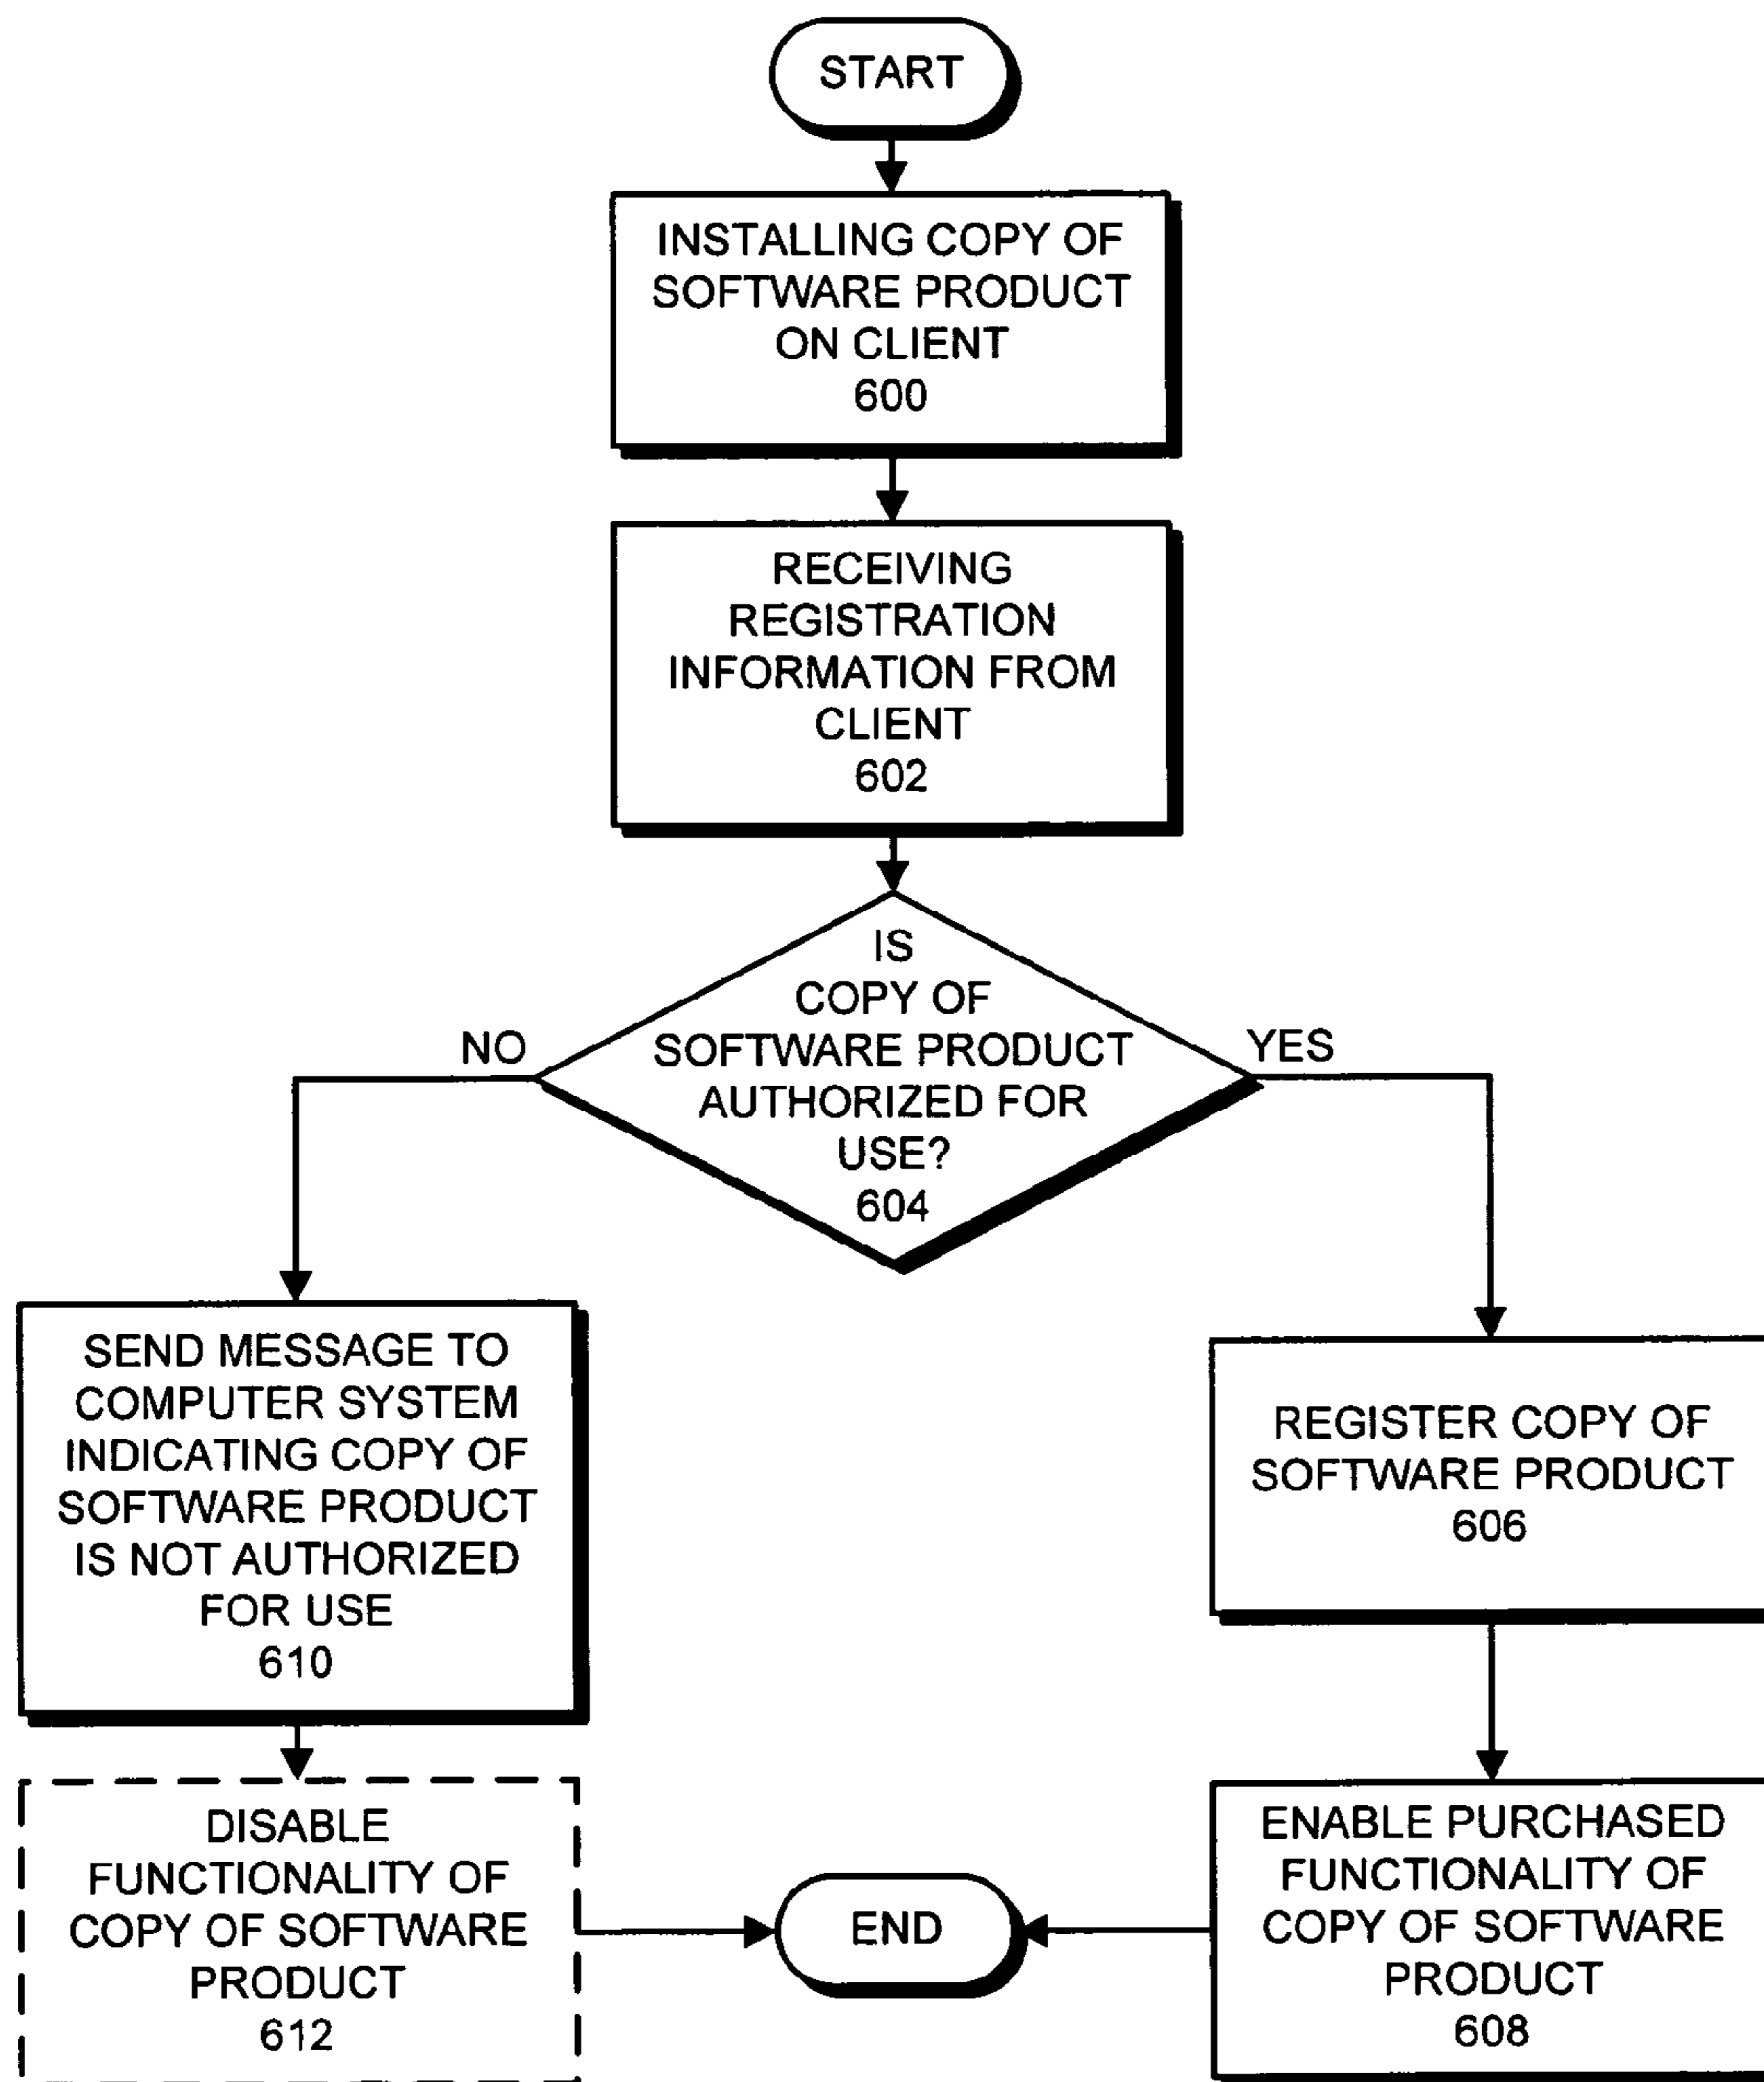 START
INSTALLING COPY OF
SOFTWARE PRODUCT
ON CLIENT
600
RECEIVING
REGISTRATION
INFORMATION FROM
CLIENT
602
IS
COPY OF
SOFTWARE PRODUCT
AUTHORIZED FOR
USE?
604
NO
YES
SEND MESSAGE TO
COMPUTER SYSTEM
INDICATING COPY OF
SOFTWARE PRODUCT
IS NOT AUTHORIZED
FOR USE
610
REGISTER COPY OF
SOFTWARE PRODUCT
606
DISABLE
FUNCTIONALITY OF
COPY OF SOFTWARE
PRODUCT
612
END
ENABLE PURCHASED
FUNCTIONALITY OF
COPY OF SOFTWARE
PRODUCT
608